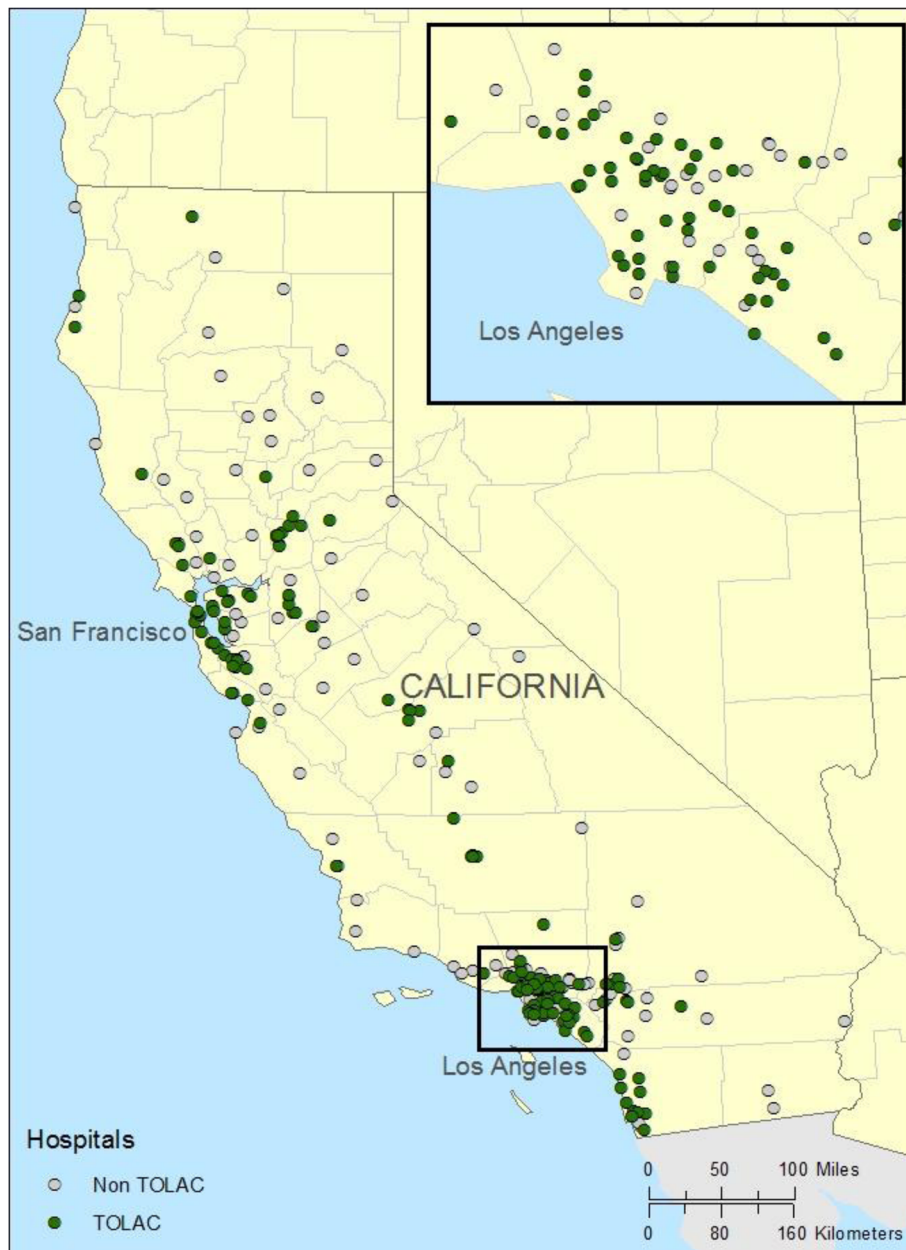 Los Angeles
San Francisco
CALIFORNIA
Los Angeles
Hospitals
Non TOLAC
TOLAC
0 50 100 Miles
0 80 160 Kilometers